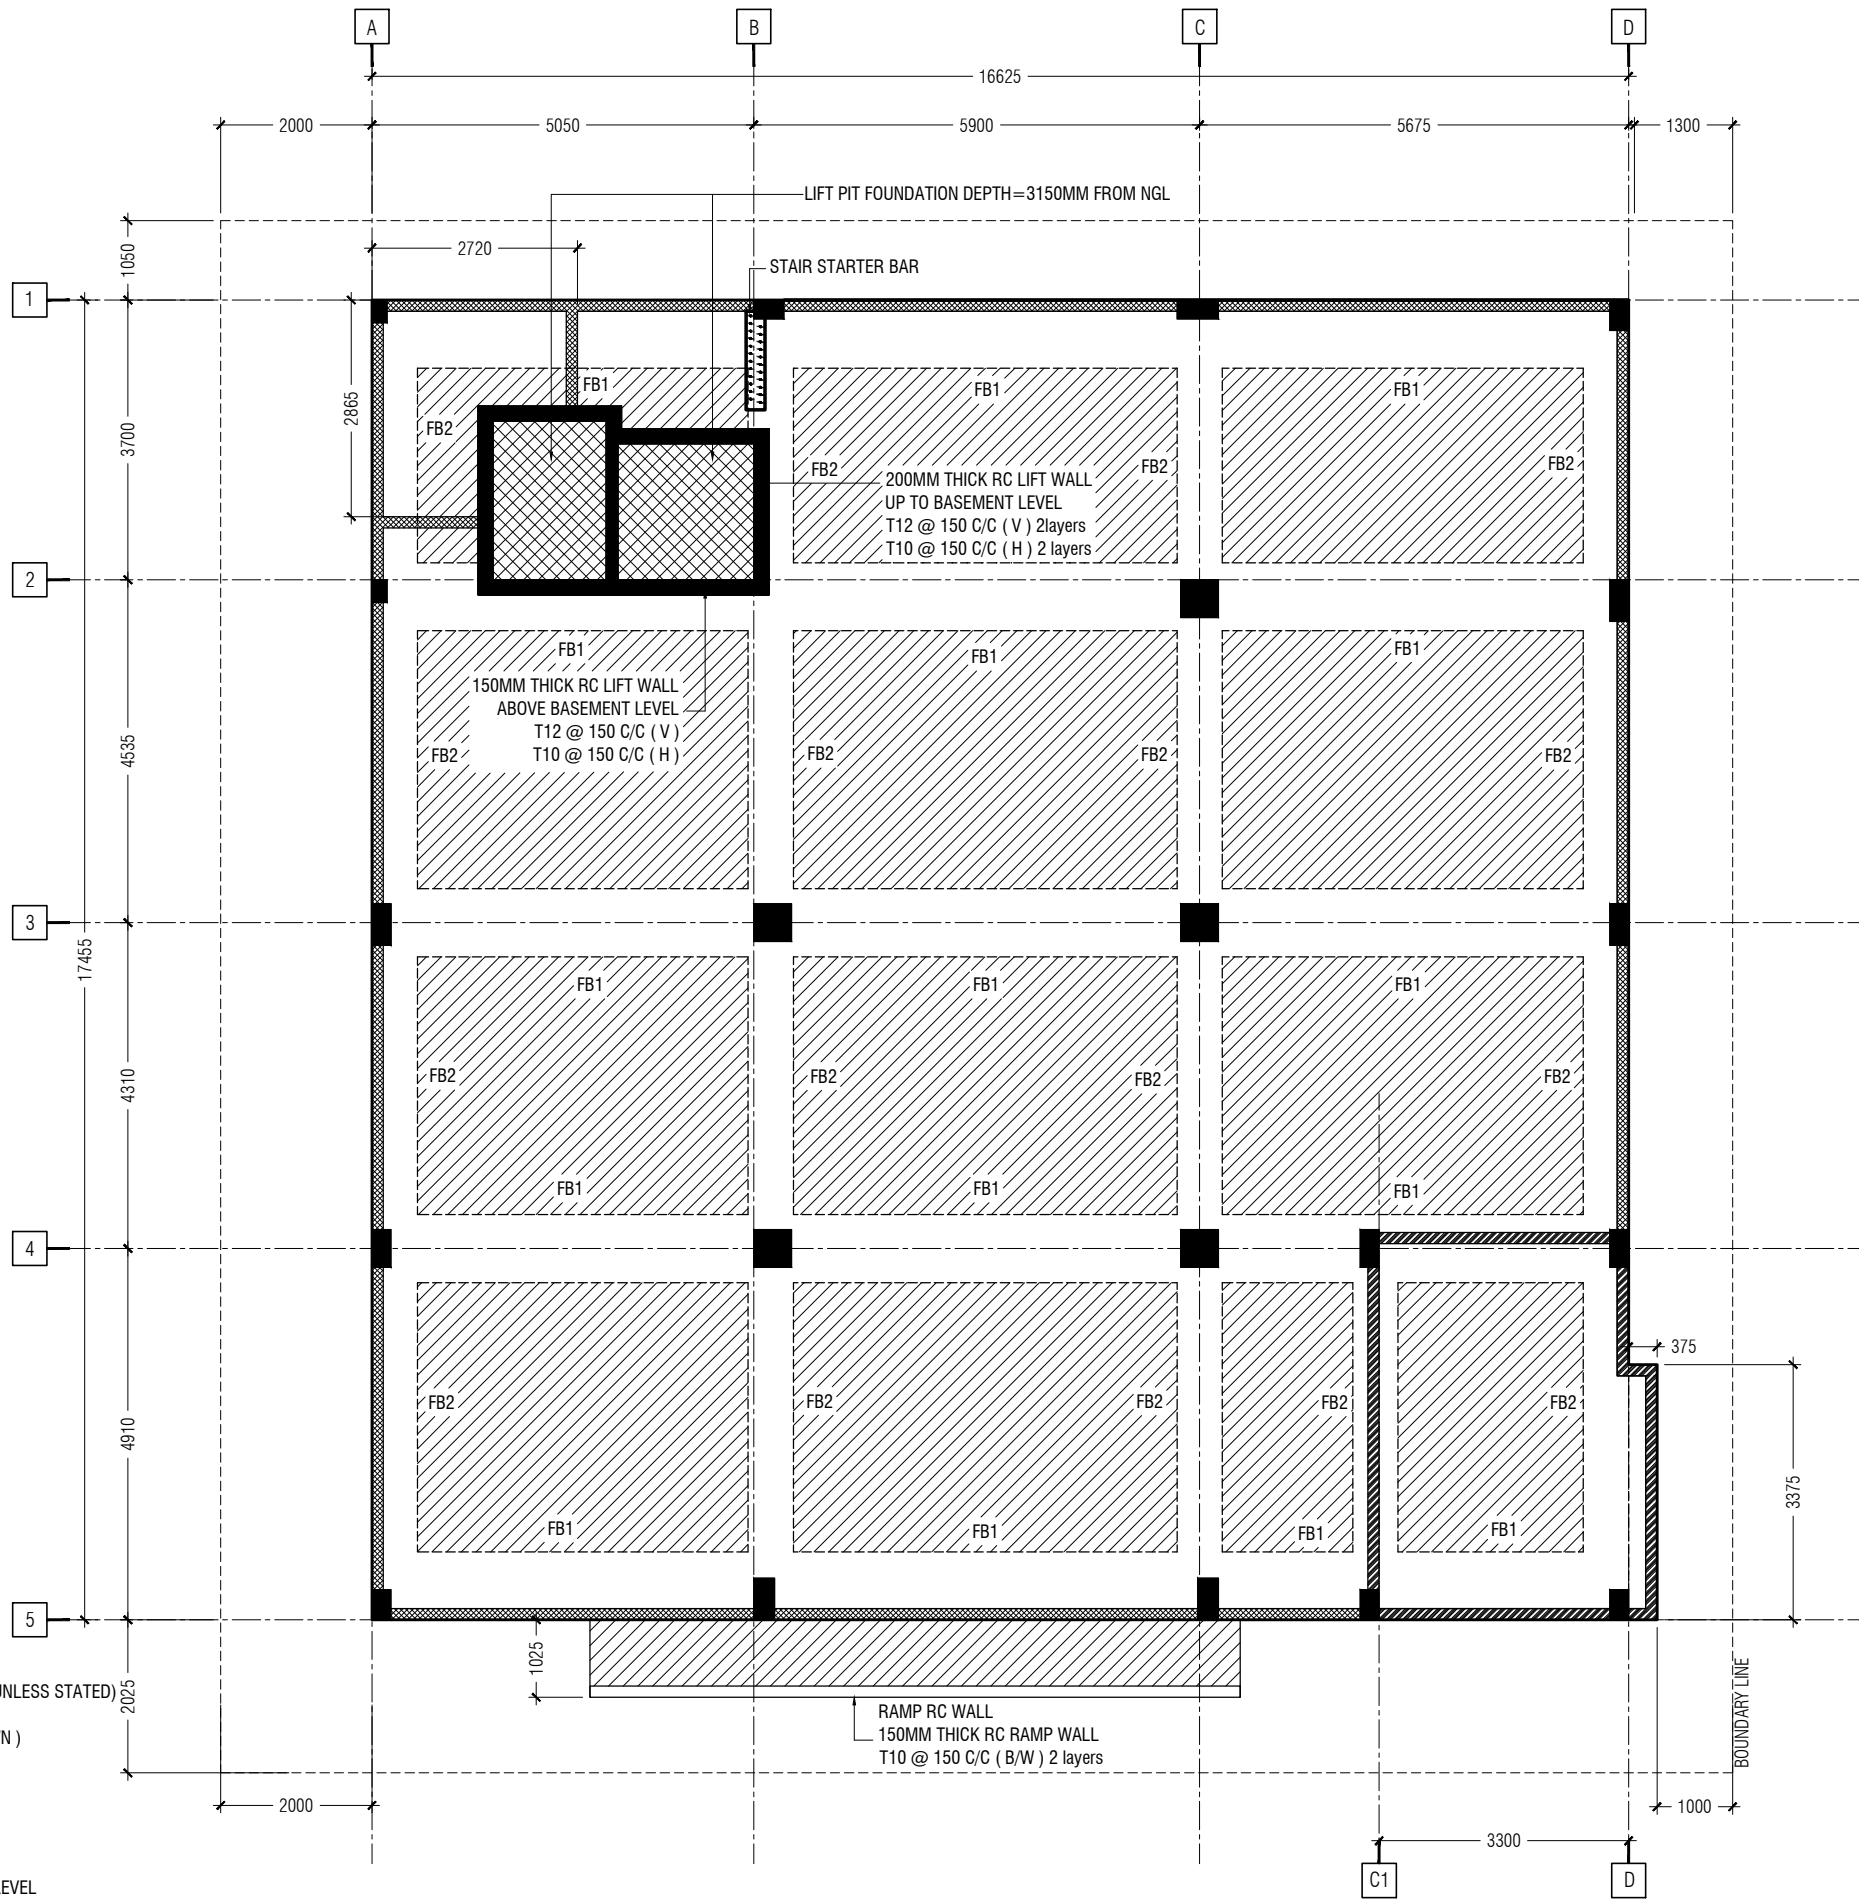 A
B
C
D
16625
2000
5050
5900
5675
1300
LIFT PIT FOUNDATION DEPTH=3150MM FROM NGL
1050
2720
STAIR STARTER BAR
1
2865
3700
FB1
FB1
FB1
FB2
FB2
FB2
FB2
200MM THICK RC LIFT WALL
UP TO BASEMENT LEVEL
T12 @ 150 C/C ( V ) 2layers
T10 @ 150 C/C ( H ) 2 layers
2
FB1
FB1
FB1
150MM THICK RC LIFT WALL
ABOVE BASEMENT LEVEL
T12 @ 150 C/C ( V )
T10 @ 150 C/C ( H )
4535
FB2
FB2
FB2
FB2
3
17455
FB1
FB1
FB1
4310
FB2
FB2
FB2
FB2
FB1
FB1
FB1
4
375
4910
FB2
FB2
FB2
FB2
FB2
3375
FB1
FB1
FB1
FB1
5
1025
2025
UNLESS STATED)
N )
RAMP RC WALL
150MM THICK RC RAMP WALL
T10 @ 150 C/C ( B/W ) 2 layers
BOUNDARY LINE
2000
1000
3300
C1
D
EVEL